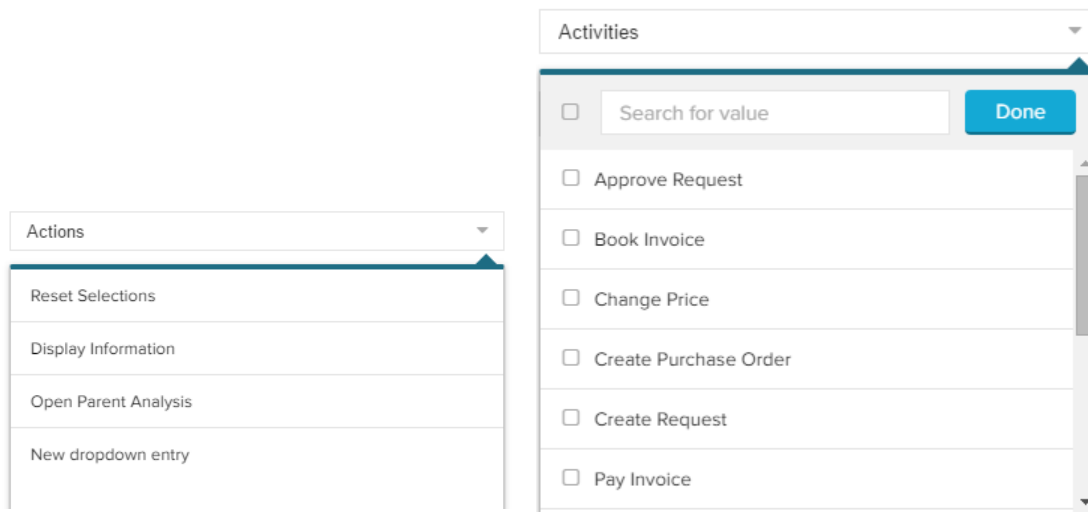 Actions
Reset Selections
Display Information
Open Parent Analysis
New dropdown entry
Activities
Search for value
Done
Approve Request
Book Invoice
Change Price
Create Purchase Order
Create Request
Pay Invoice